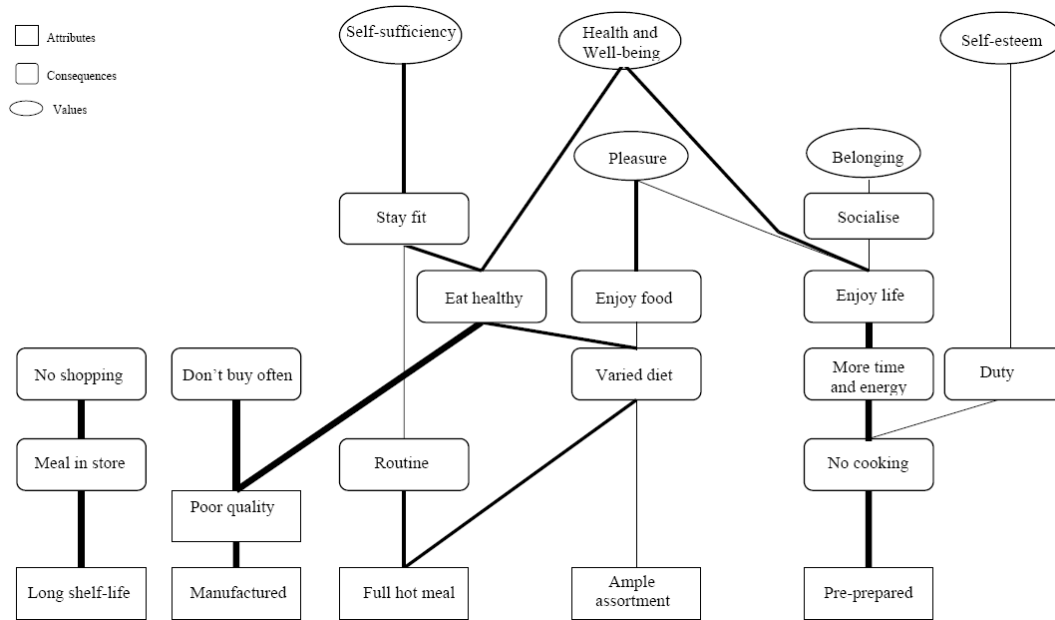 Self-sufficiency
Health and
Well-being
Self-esteem
Attributes
Consequences
Values
Pleasure
Belonging
Stay fit
Socialise
Eat healthy
Enjoy food
Enjoy life
No shopping
Don't buy often
Varied diet
More time
and energy
Duty
Meal in store
Routine
No cooking
Poor quality
Long shelf-life
Manufactured
Full hot meal
Ample
assortment
Pre-prepared